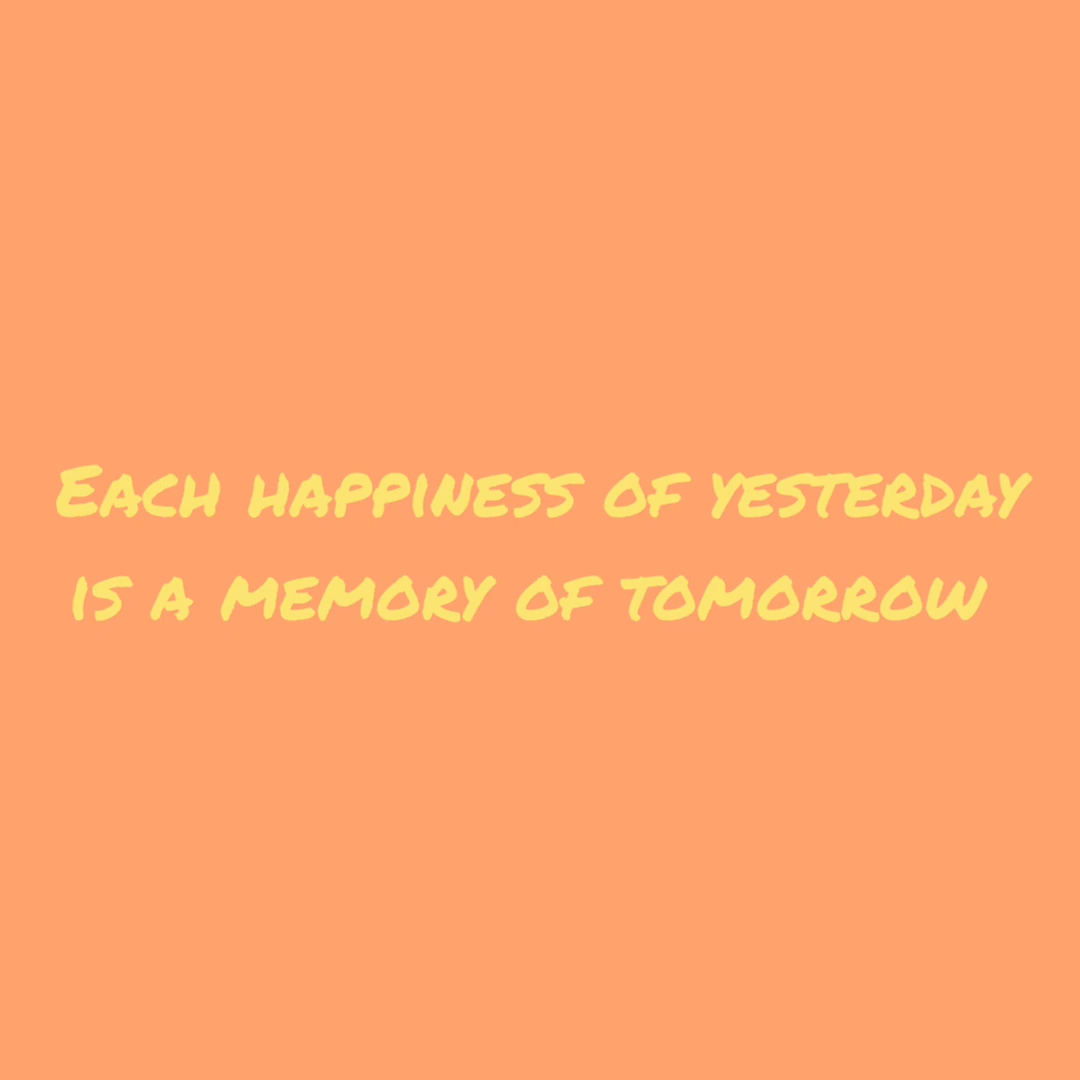 Each happiness of yesterday
is a memory of tomorrow